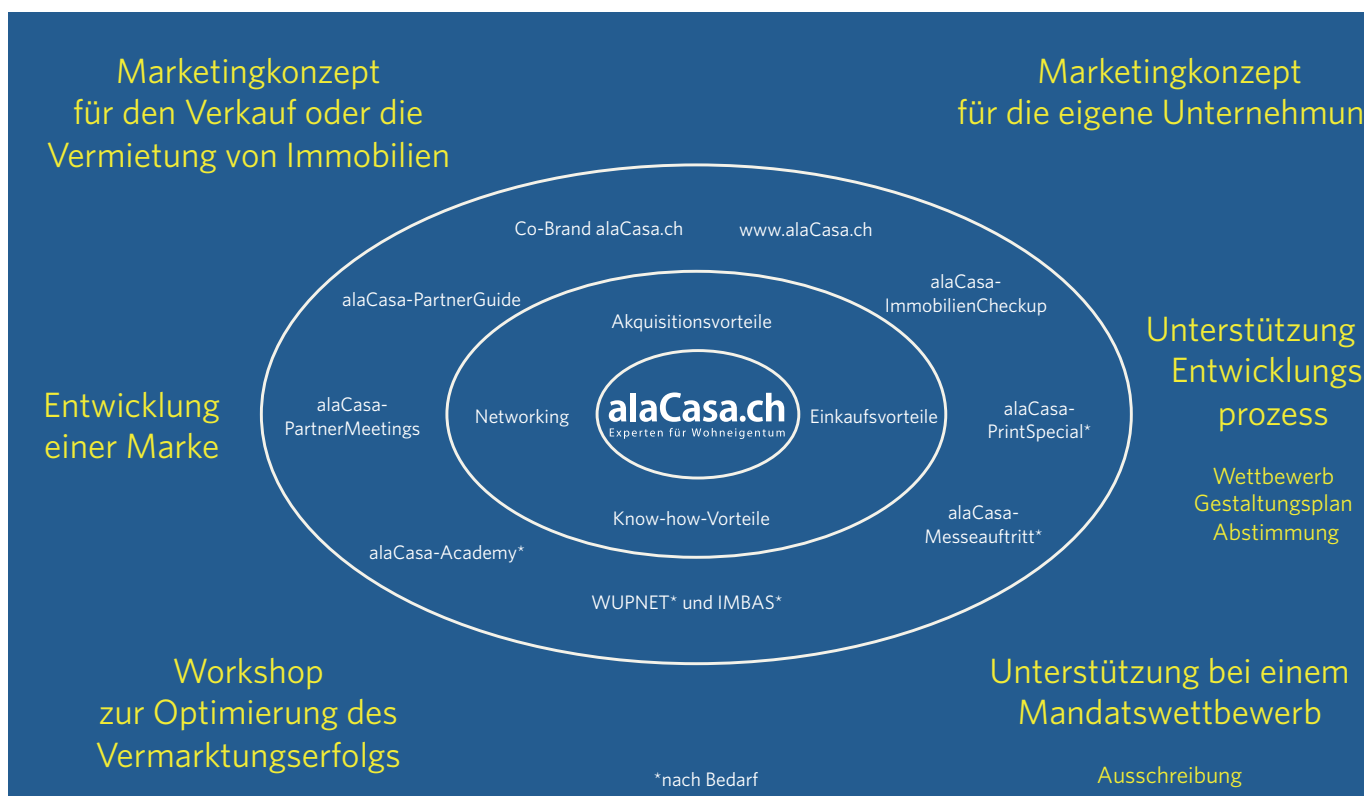 Marketingkonzept
für den Verkauf oder die
Vermietung von Immobilien
Marketingkonzept
für die eigene Unternehmun
Co-Brand alaCasa.ch
www.alaCasa.ch
alaCasa-PartnerGuide
alaCasa-
ImmobilienCheckup
Akquisitionsvorteile
Entwicklung
einer Marke
alaCasa-
PartnerMeetings
Networking
alaCasa.ch
Experten für Wohneigentum
Einkaufsvorteile
alaCasa-
PrintSpecial*
Unterstützung
Entwicklungs
prozess
Wettbewerb
Gestaltungsplan
Abstimmung
Know-how-Vorteile
alaCasa-
Messeauftritt*
alaCasa-Academy*
WUPNET* und IMBAS*
Workshop
zur Optimierung des
Vermarktungserfolgs
Unterstützung bei einem
Mandatswettbewerb
Ausschreibung
*nach Bedarf